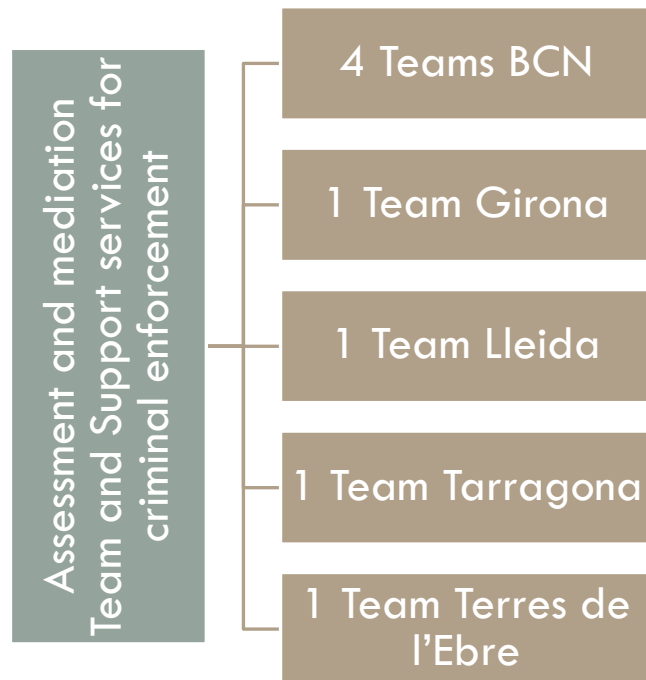 Assessment and mediation
Team and Support services for
criminal enforcement
4 Teams BCN
1 Team Girona
1 Team Lleida
1 Team Tarragona
1 Team Terres de
l’Ebre